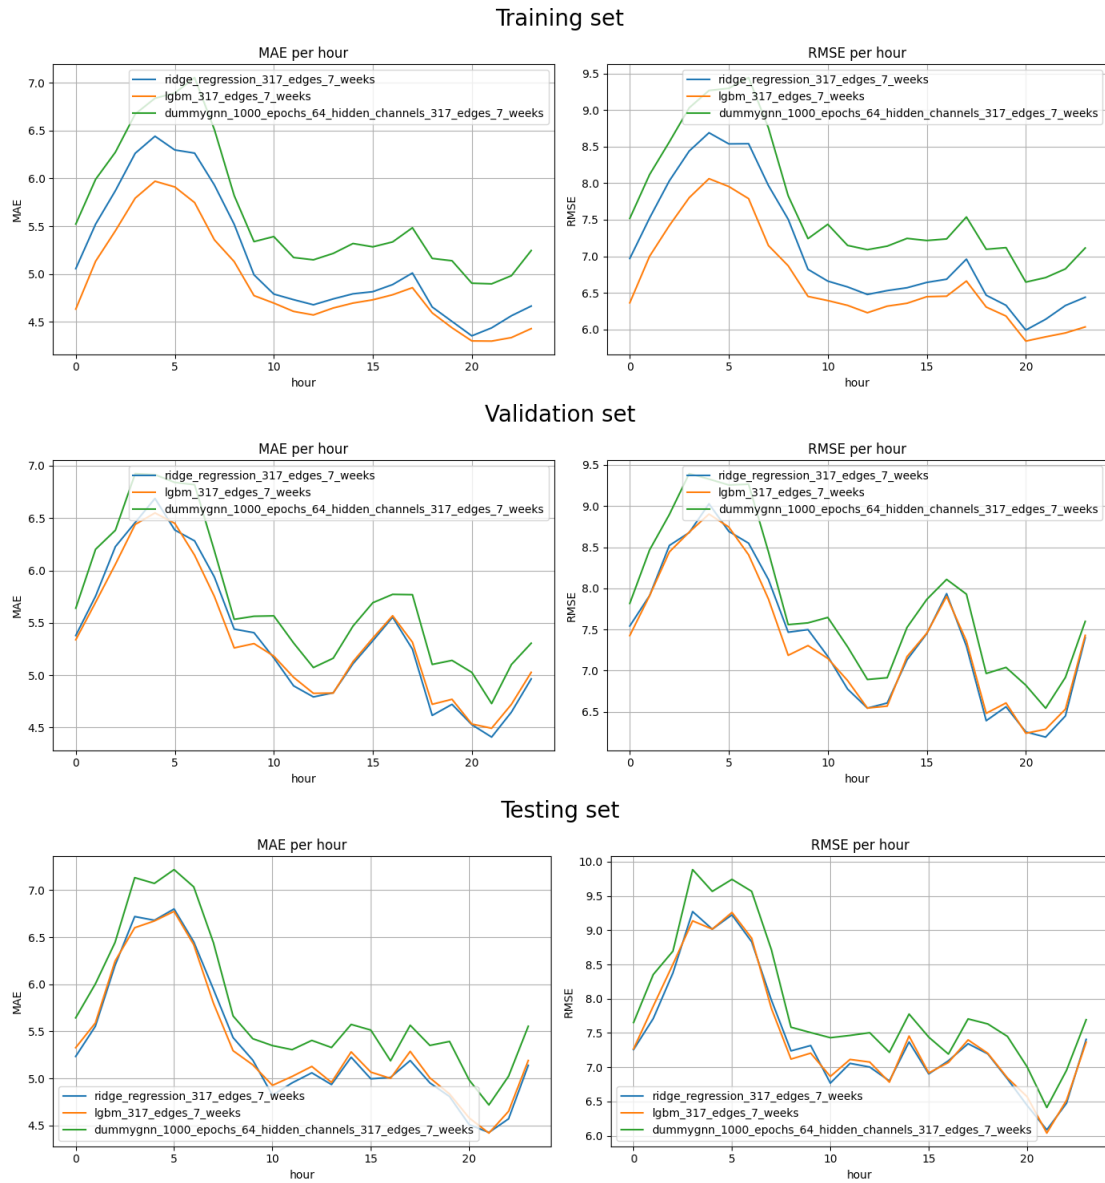 Training set
MAE per hour
RMSE per hour
7.0
6.5
6.0
5.5
5.0
4.5
MAE
ridge_regression_317_edges_7_weeks
lgbm_317_edges_7_weeks
dummygnn_1000_epochs_64_hidden_channels_317_edges_7_weeks
0 5 10 15 20
hour
9.5
9.0
8.5
8.0
7.5
7.0
6.5
6.0
RMSE
ridge_regression_317_edges_7_weeks
lgbm_317_edges_7_weeks
dummygnn_1000_epochs_64_hidden_channels_317_edges_7_weeks
0 5 10 15 20
hour
Validation set
MAE per hour
RMSE per hour
7.0
6.5
6.0
5.5
5.0
4.5
MAE
ridge_regression_317_edges_7_weeks
lgbm_317_edges_7_weeks
dummygnn_1000_epochs_64_hidden_channels_317_edges_7_weeks
0 5 10 15 20
hour
9.5
9.0
8.5
8.0
7.5
7.0
6.5
RMSE
ridge_regression_317_edges_7_weeks
lgbm_317_edges_7_weeks
dummygnn_1000_epochs_64_hidden_channels_317_edges_7_weeks
0 5 10 15 20
hour
Testing set
MAE per hour
RMSE per hour
7.0
6.5
6.0
5.5
5.0
4.5
MAE
ridge_regression_317_edges_7_weeks
lgbm_317_edges_7_weeks
dummygnn_1000_epochs_64_hidden_channels_317_edges_7_weeks
0 5 10 15 20
hour
10.0
9.5
9.0
8.5
8.0
7.5
7.0
6.5
6.0
RMSE
ridge_regression_317_edges_7_weeks
lgbm_317_edges_7_weeks
dummygnn_1000_epochs_64_hidden_channels_317_edges_7_weeks
0 5 10 15 20
hour